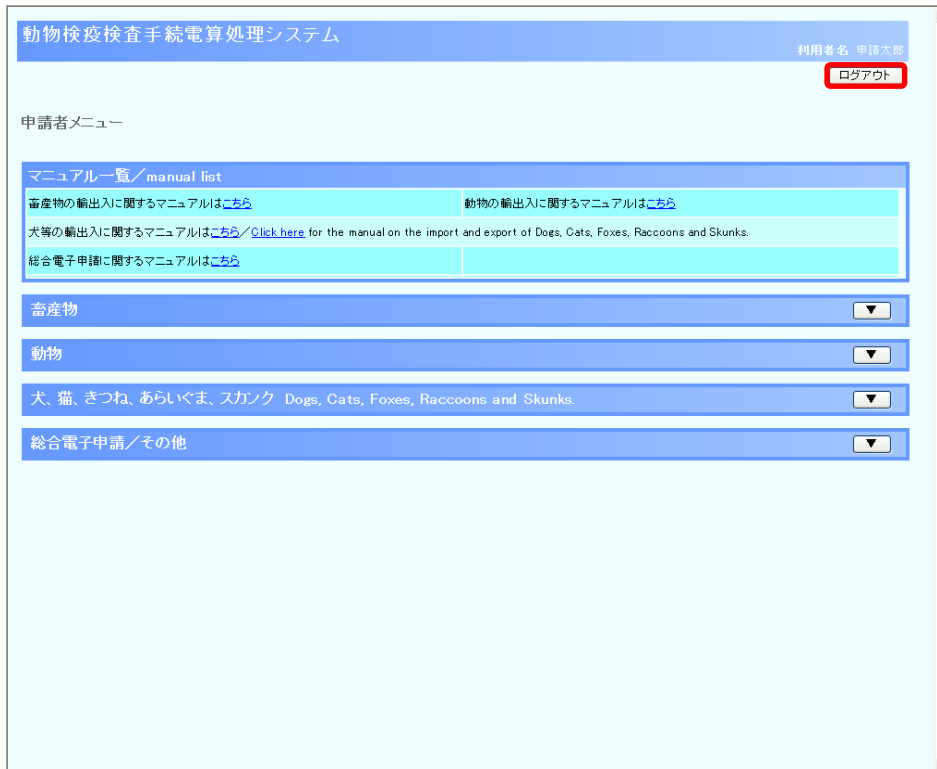 動物検疫検査手続電算処理システム
利用者名 申請太郎
ログアウト
申請者メニュー
マニュアル一覧／manual list
畜産物の輸出入に関するマニュアルはこちら
動物の輸出入に関するマニュアルはこちら
犬等の輸出入に関するマニュアルはこちら／Click here for the manual on the import and export of Dogs, Cats, Foxes, Raccoons and Skunks.
総合電子申請に関するマニュアルはこちら
畜産物 ▼
動物 ▼
犬、猫、きつね、あらいぐま、スカンク Dogs, Cats, Foxes, Raccoons and Skunks. ▼
総合電子申請／その他 ▼